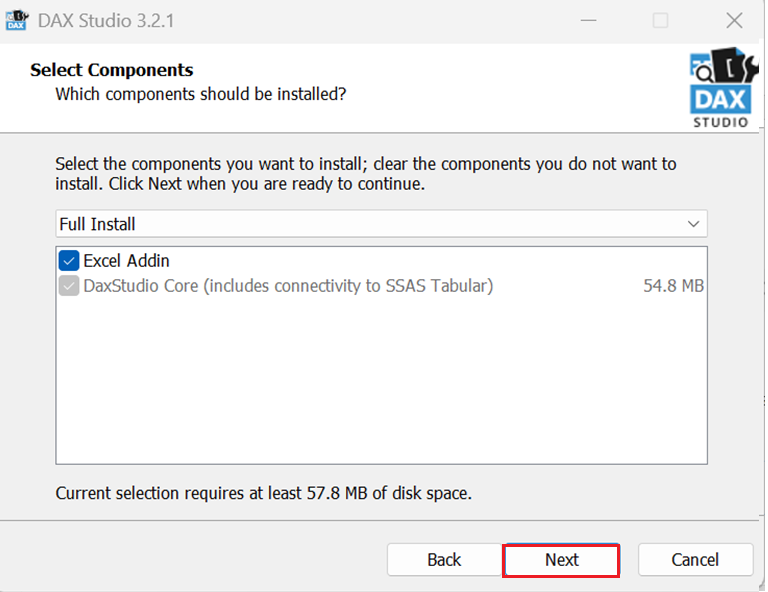 DAX Studio 3.2.1
Select Components
Which components should be installed?
DAX
STUDIO
Select the components you want to install; clear the components you do not want to
install. Click Next when you are ready to continue.
Full Install
Excel Addin
DaxStudio Core (includes connectivity to SSAS Tabular) 54.8 MB
Current selection requires at least 57.8 MB of disk space.
Back Next Cancel